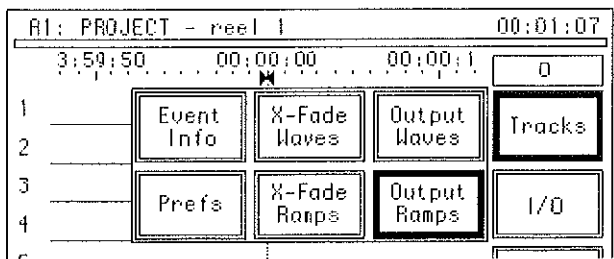 A1: PROJECT - reel 1 00:01:07
3:59:50 00:00:00 00:00:1
0
1
2
3
4
Event
Info
X-Fade
Waves
Output
Waves
Tracks
Prefs
X-Fade
Ramps
Output
Ramps
I/O